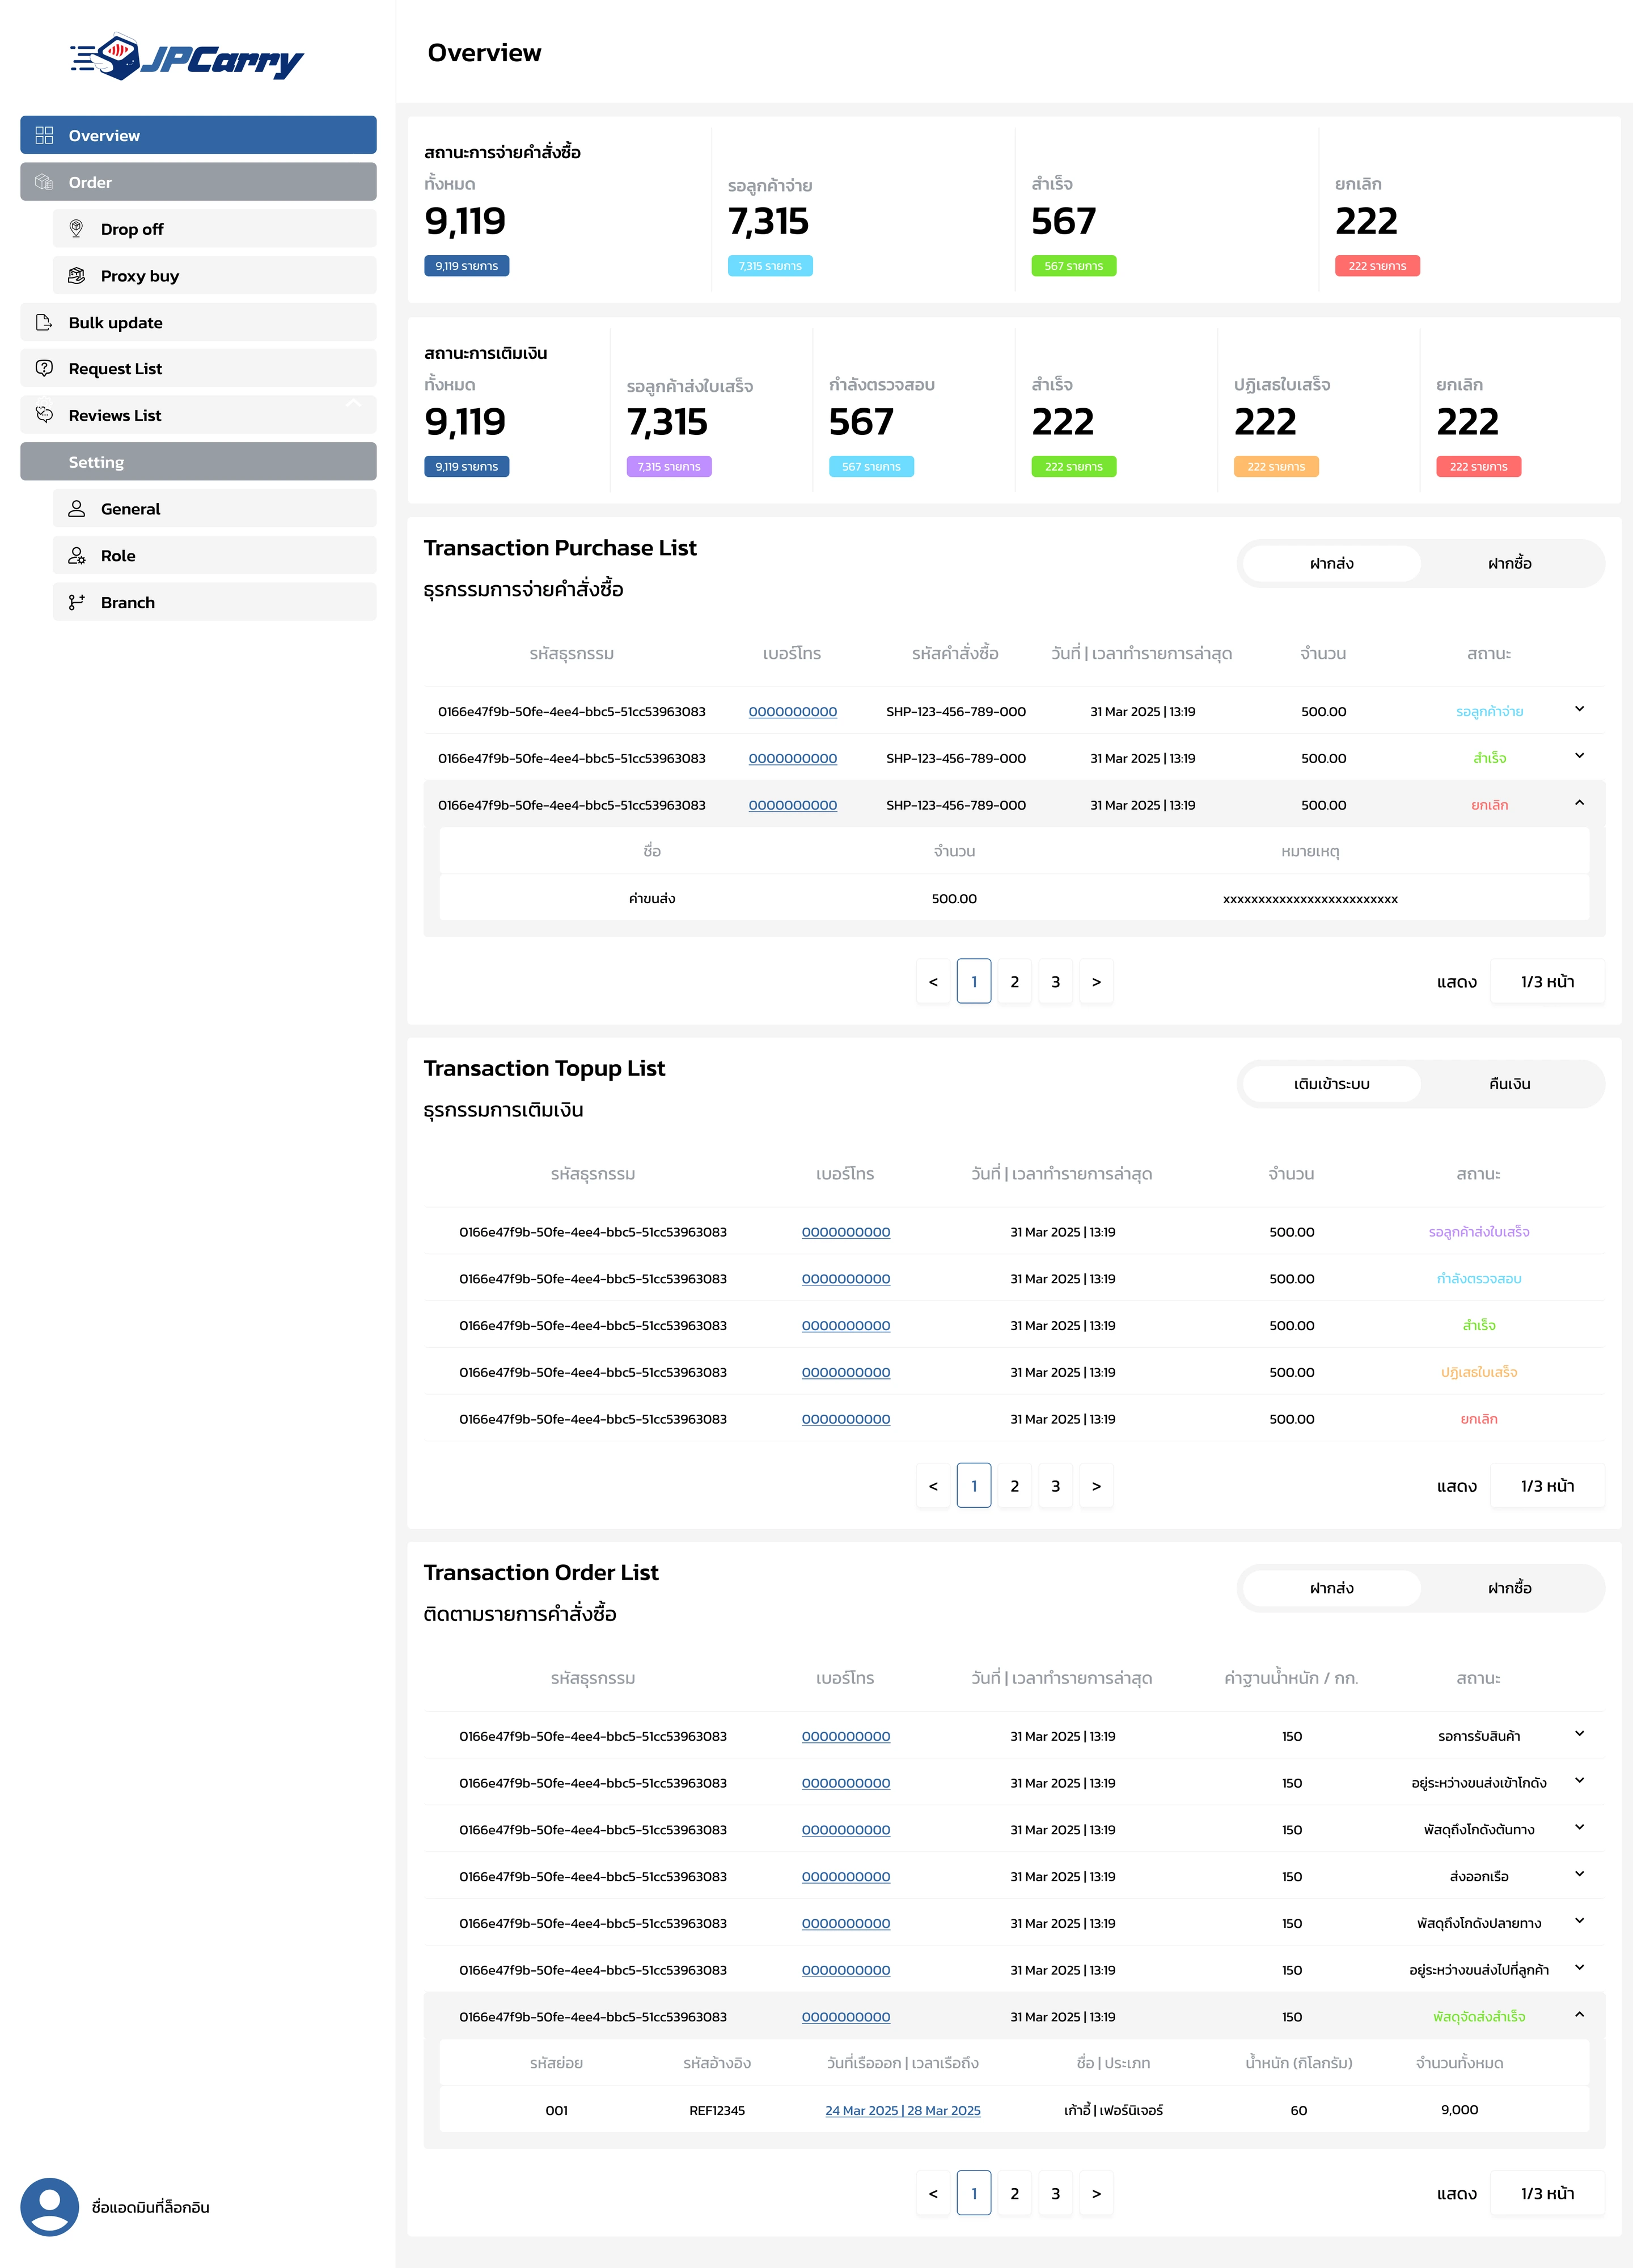 JPCarry
Overview
Order
Drop off
Proxy buy
Bulk update
Request List
Reviews List
Setting
General
Role
Branch
ชื่อแอดมินที่ล็อกอิน
Overview
สถานะการจ่ายคำสั่งซื้อ
ทั้งหมด รอลูกค้าจ่าย สำเร็จ ยกเลิก
9,119 7,315 567 222
9,119 รายการ 7,315 รายการ 567 รายการ 222 รายการ
สถานะการเติมเงิน
ทั้งหมด รอลูกค้าส่งใบเสร็จ กำลังตรวจสอบ สำเร็จ ปฏิเสธใบเสร็จ ยกเลิก
9,119 7,315 567 222 222 222
9,119 รายการ 7,315 รายการ 567 รายการ 222 รายการ 222 รายการ 222 รายการ
Transaction Purchase List
ฝากส่ง ฝากซื้อ
ธุรกรรมการจ่ายคำสั่งซื้อ
รหัสธุรกรรม เบอร์โทร รหัสคำสั่งซื้อ วันที่ | เวลาทำรายการล่าสุด จำนวน สถานะ
0166e47f9b-50fe-4ee4-bbc5-51cc53963083 0000000000 SHP-123-456-789-000 31 Mar 2025 | 13:19 500.00 รอลูกค้าจ่าย
0166e47f9b-50fe-4ee4-bbc5-51cc53963083 0000000000 SHP-123-456-789-000 31 Mar 2025 | 13:19 500.00 สำเร็จ
0166e47f9b-50fe-4ee4-bbc5-51cc53963083 0000000000 SHP-123-456-789-000 31 Mar 2025 | 13:19 500.00 ยกเลิก
ชื่อ จำนวน หมายเหตุ
ค่าขนส่ง 500.00 xxxxxxxxxxxxxxxxxxxxxxxxx
< 1 2 3 > แสดง 1/3 หน้า
Transaction Topup List
เติมเข้าระบบ คืนเงิน
ธุรกรรมการเติมเงิน
รหัสธุรกรรม เบอร์โทร วันที่ | เวลาทำรายการล่าสุด จำนวน สถานะ
0166e47f9b-50fe-4ee4-bbc5-51cc53963083 0000000000 31 Mar 2025 | 13:19 500.00 รอลูกค้าส่งใบเสร็จ
0166e47f9b-50fe-4ee4-bbc5-51cc53963083 0000000000 31 Mar 2025 | 13:19 500.00 กำลังตรวจสอบ
0166e47f9b-50fe-4ee4-bbc5-51cc53963083 0000000000 31 Mar 2025 | 13:19 500.00 สำเร็จ
0166e47f9b-50fe-4ee4-bbc5-51cc53963083 0000000000 31 Mar 2025 | 13:19 500.00 ปฏิเสธใบเสร็จ
0166e47f9b-50fe-4ee4-bbc5-51cc53963083 0000000000 31 Mar 2025 | 13:19 500.00 ยกเลิก
< 1 2 3 > แสดง 1/3 หน้า
Transaction Order List
ฝากส่ง ฝากซื้อ
ติดตามรายการคำสั่งซื้อ
รหัสธุรกรรม เบอร์โทร วันที่ | เวลาทำรายการล่าสุด ค่าฐานน้ำหนัก / กก. สถานะ
0166e47f9b-50fe-4ee4-bbc5-51cc53963083 0000000000 31 Mar 2025 | 13:19 150 รอการรับสินค้า
0166e47f9b-50fe-4ee4-bbc5-51cc53963083 0000000000 31 Mar 2025 | 13:19 150 อยู่ระหว่างขนส่งเข้าโกดัง
0166e47f9b-50fe-4ee4-bbc5-51cc53963083 0000000000 31 Mar 2025 | 13:19 150 พัสดุถึงโกดังต้นทาง
0166e47f9b-50fe-4ee4-bbc5-51cc53963083 0000000000 31 Mar 2025 | 13:19 150 ส่งออกเรือ
0166e47f9b-50fe-4ee4-bbc5-51cc53963083 0000000000 31 Mar 2025 | 13:19 150 พัสดุถึงโกดังปลายทาง
0166e47f9b-50fe-4ee4-bbc5-51cc53963083 0000000000 31 Mar 2025 | 13:19 150 อยู่ระหว่างขนส่งไปที่ลูกค้า
0166e47f9b-50fe-4ee4-bbc5-51cc53963083 0000000000 31 Mar 2025 | 13:19 150 พัสดุจัดส่งสำเร็จ
รหัสย่อย รหัสอ้างอิง วันที่เรือออก | เวลาเรือถึง ชื่อ | ประเภท น้ำหนัก (กิโลกรัม) จำนวนทั้งหมด
001 REF12345 24 Mar 2025 | 28 Mar 2025 เก้าอี้ | เฟอร์นิเจอร์ 60 9,000
< 1 2 3 > แสดง 1/3 หน้า